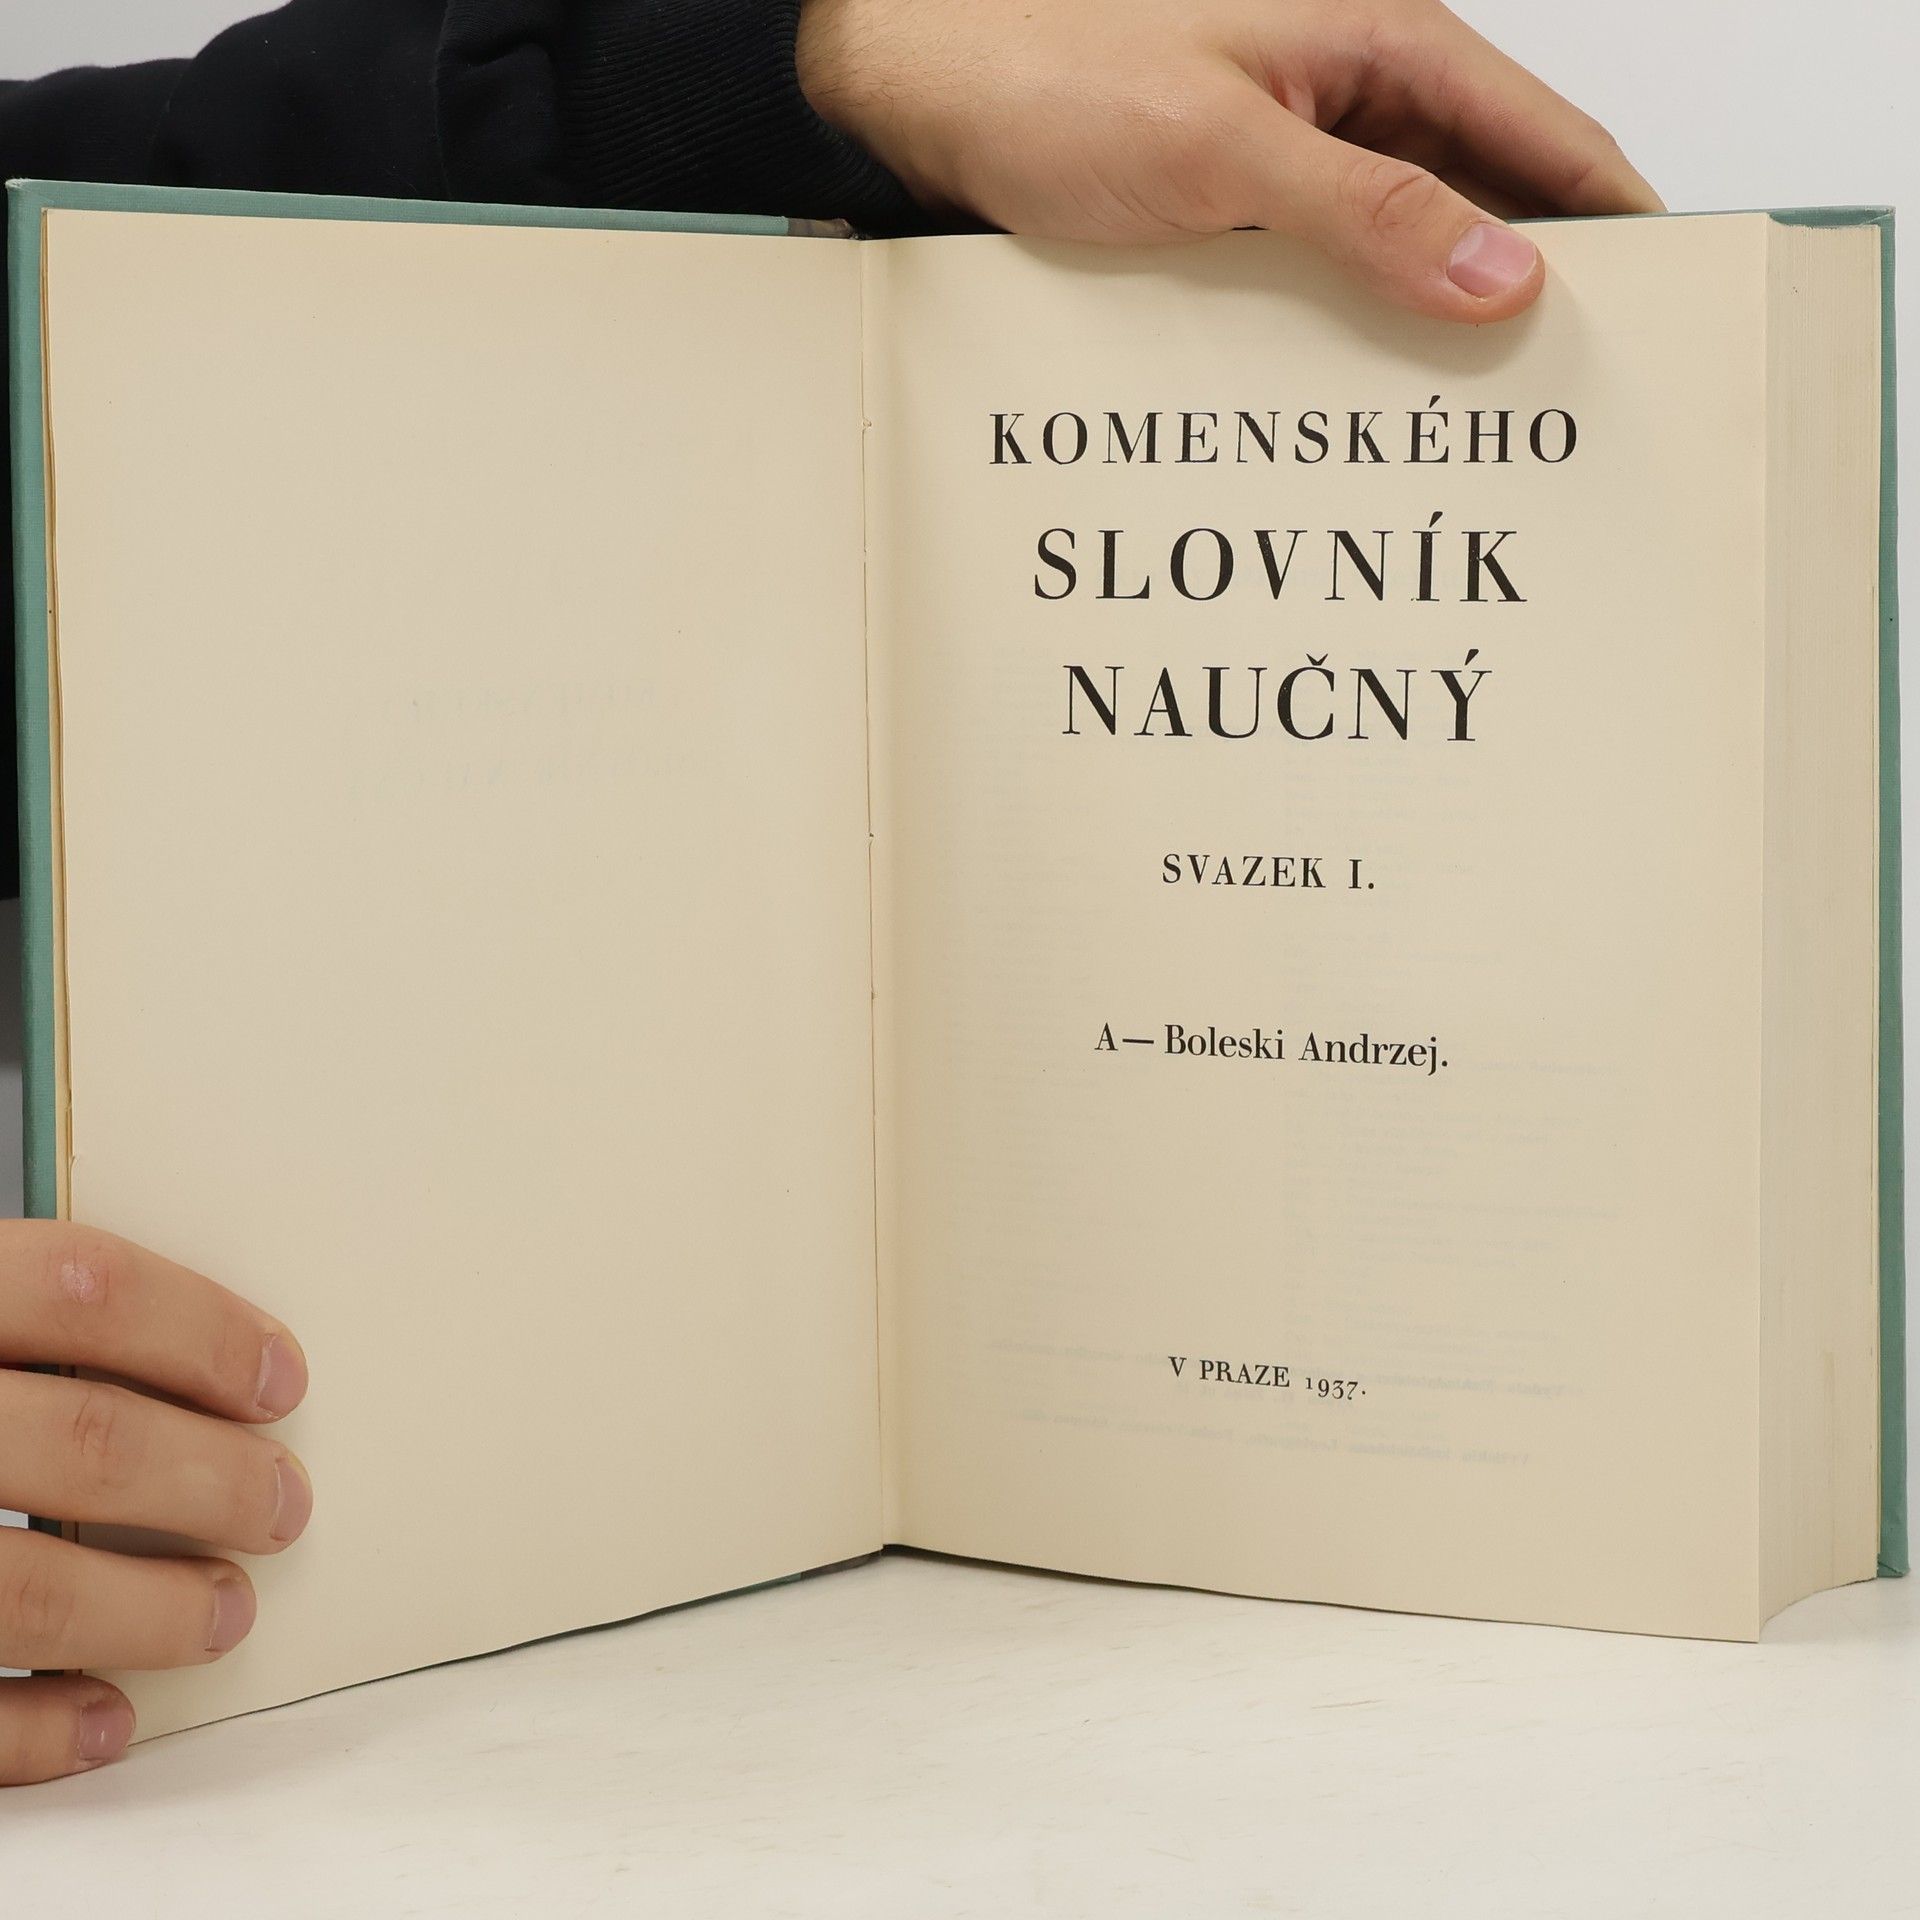 KOMENSKÉHO
SLOVNÍK
NAUČNÝ
SVAZEK I.
A— Boleski Andrzej.
V PRAZE 1937.